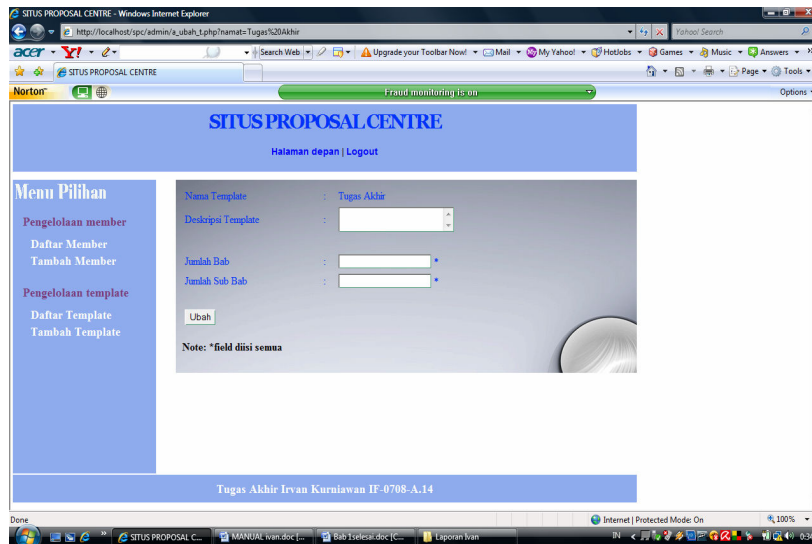 SITUS PROPOSAL CENTRE - Windows Internet Explorer
http://localhost/spc/admin/a_ubah_t.php?namat=Tugas%20Akhir
Yahoo! Search
acer Y! Search Web Upgrade your Toolbar Now! Mail My Yahoo! HotJobs Games Music Answers
SITUS PROPOSAL CENTRE Page Tools
Norton Fraud monitoring is on Options
SITUS PROPOSAL CENTRE
Halaman depan | Logout
Menu Pilihan
Pengelolaan member
Daftar Member
Tambah Member
Pengelolaan template
Daftar Template
Tambah Template
Nama Template : Tugas Akhir
Deskripsi Template :
Jumlah Bab : *
Jumlah Sub Bab : *
Ubah
Note: *field diisi semua
Tugas Akhir Irvan Kurniawan IF-0708-A.14
Done Internet | Protected Mode: On 100%
SITUS PROPOSAL C... MANUAL ivan.doc [... Bab 1selesai.doc [C... Laporan Ivan IN